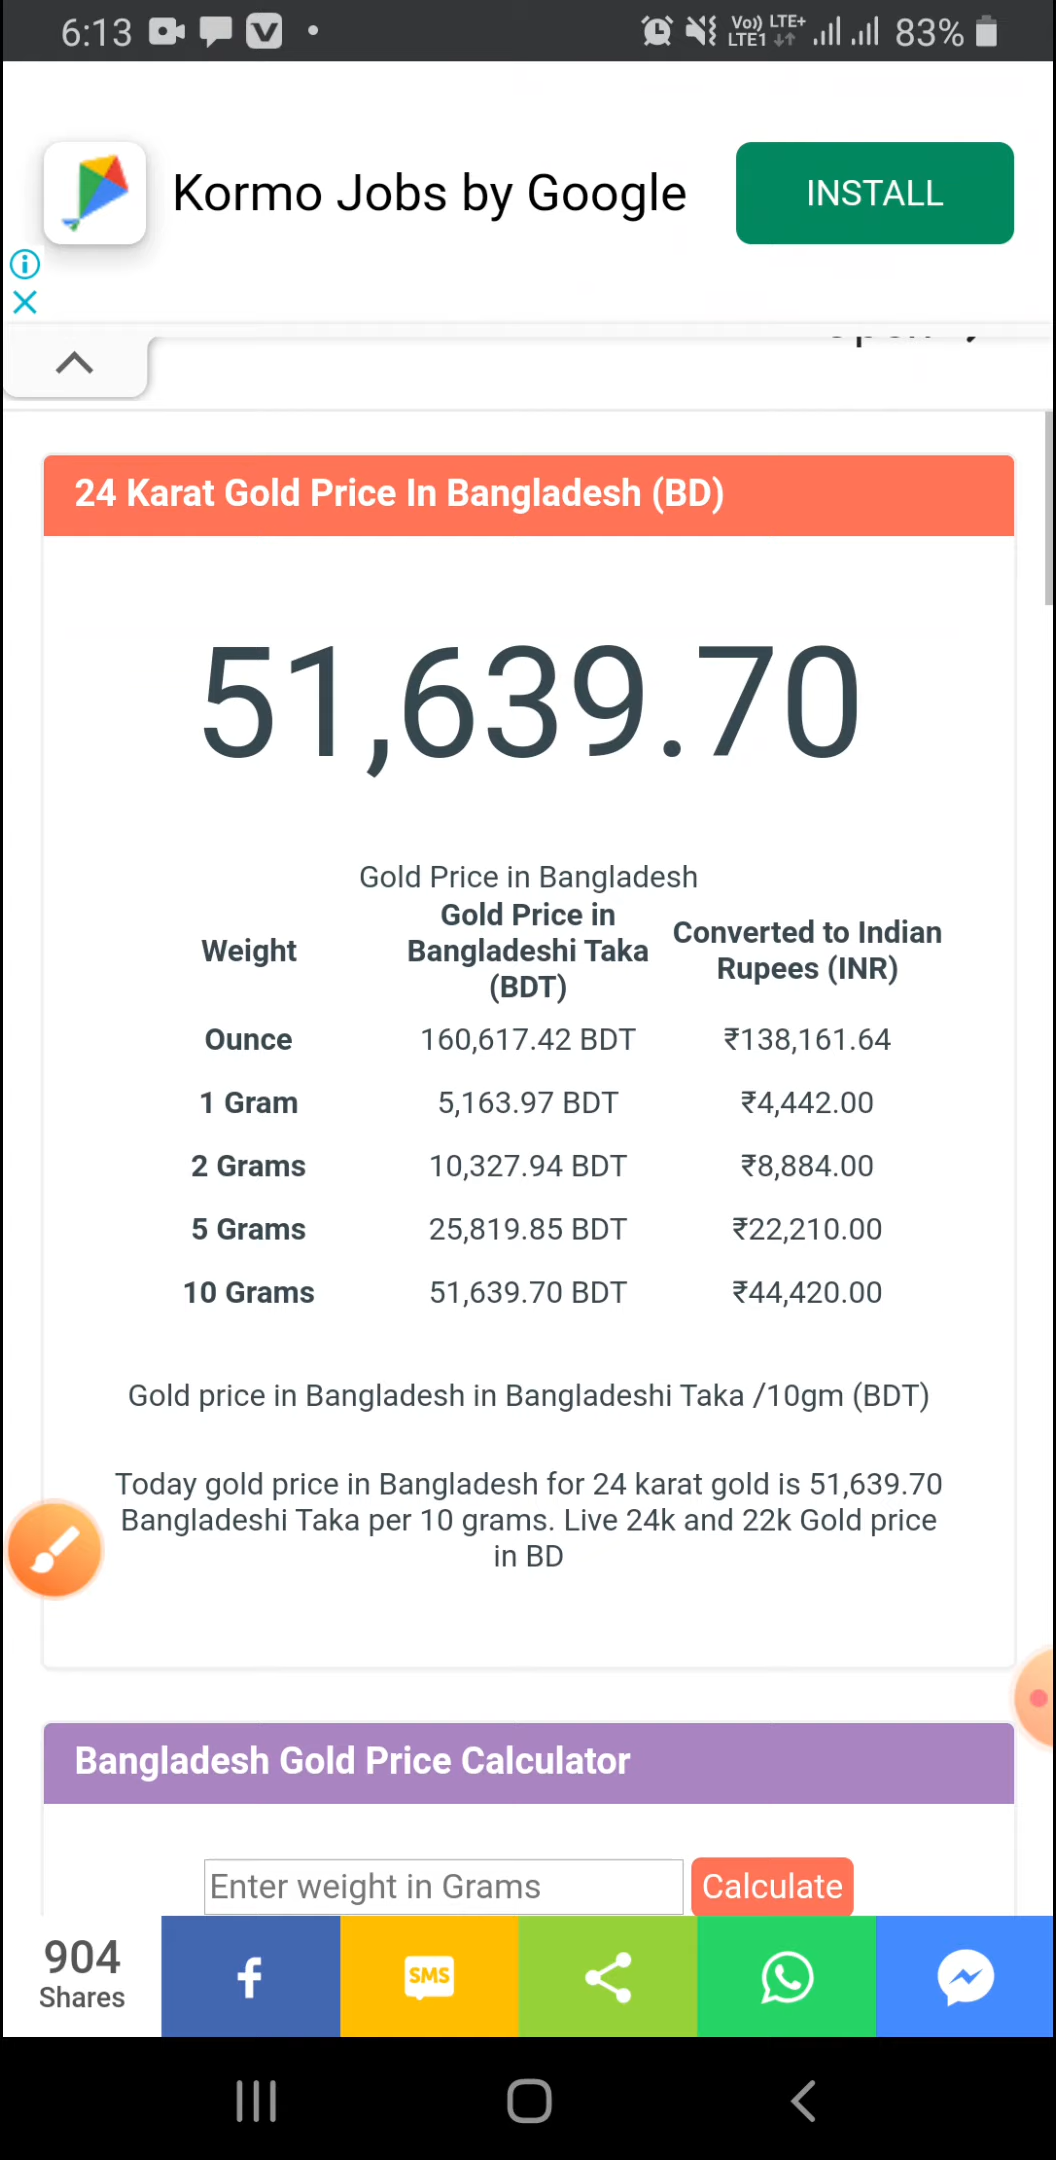 6:13
Vo)) LTE+
LTE1
83%
Kormo Jobs by Google
INSTALL
24 Karat Gold Price In Bangladesh (BD)
51,639.70
Gold Price in Bangladesh
Weight Gold Price in Bangladeshi Taka (BDT) Converted to Indian Rupees (INR)
Ounce 160,617.42 BDT ₹138,161.64
1 Gram 5,163.97 BDT ₹4,442.00
2 Grams 10,327.94 BDT ₹8,884.00
5 Grams 25,819.85 BDT ₹22,210.00
10 Grams 51,639.70 BDT ₹44,420.00
Gold price in Bangladesh in Bangladeshi Taka /10gm (BDT)
Today gold price in Bangladesh for 24 karat gold is 51,639.70
Bangladeshi Taka per 10 grams. Live 24k and 22k Gold price
in BD
Bangladesh Gold Price Calculator
Enter weight in Grams
Calculate
904
Shares
SMS